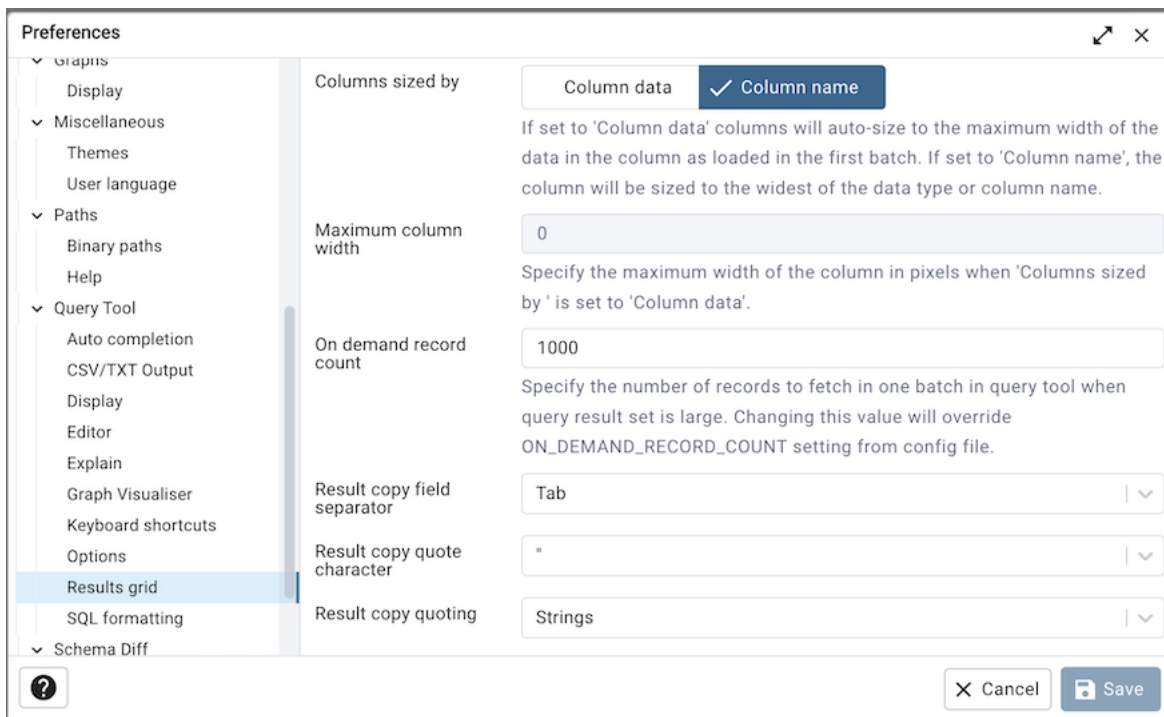 Preferences
Graphs
Display
Miscellaneous
Themes
User language
Paths
Binary paths
Help
Query Tool
Auto completion
CSV/TXT Output
Display
Editor
Explain
Graph Visualiser
Keyboard shortcuts
Options
Results grid
SQL formatting
Schema Diff
Columns sized by
Column data
Column name
If set to 'Column data' columns will auto-size to the maximum width of the
data in the column as loaded in the first batch. If set to 'Column name', the
column will be sized to the widest of the data type or column name.
Maximum column
width
0
Specify the maximum width of the column in pixels when 'Columns sized
by ' is set to 'Column data'.
On demand record
count
1000
Specify the number of records to fetch in one batch in query tool when
query result set is large. Changing this value will override
ON_DEMAND_RECORD_COUNT setting from config file.
Result copy field
separator
Tab
Result copy quote
character
"
Result copy quoting
Strings
?
Cancel
Save